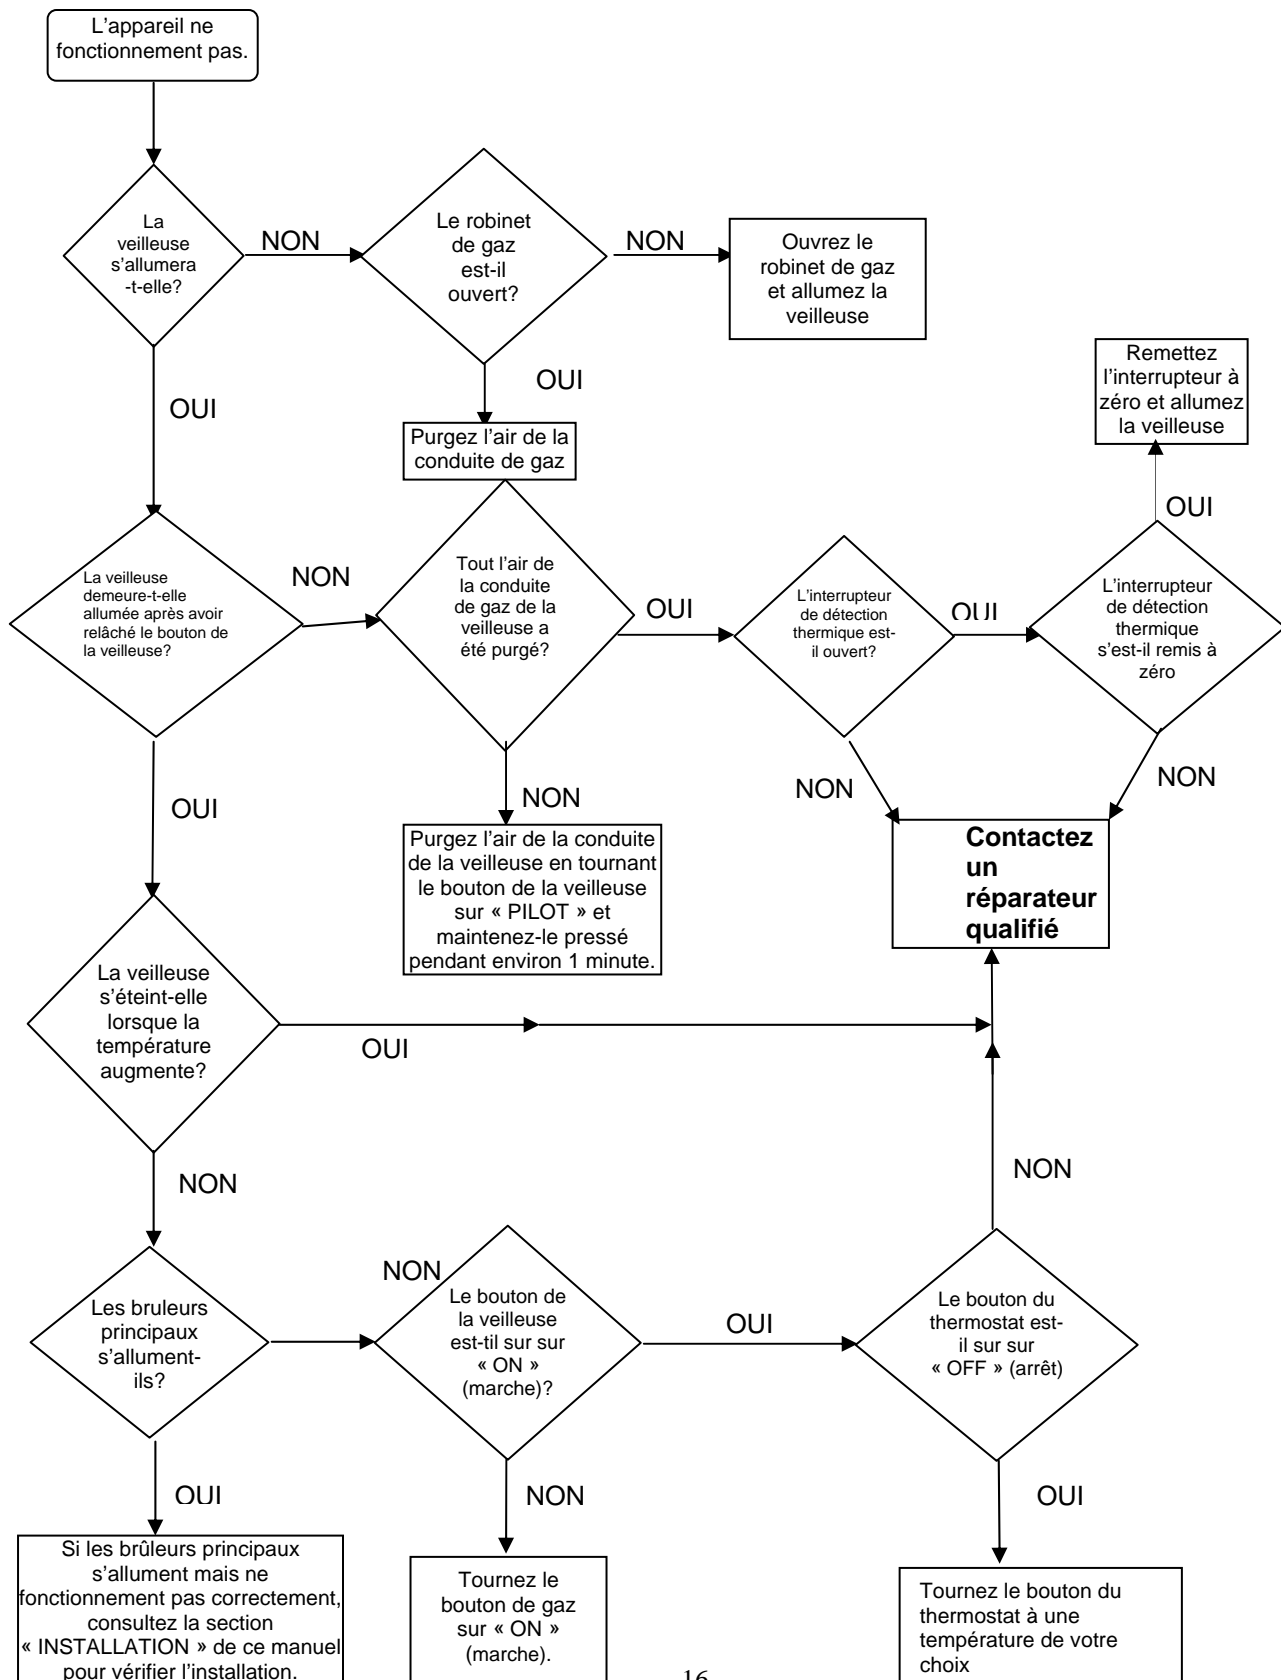 L'appareil ne
fonctionnement pas.
La
veilleuse
s'allumera
-t-elle?
NON
Le robinet
de gaz
est-il
ouvert?
NON
Ouvrez le
robinet de gaz
et allumez la
veilleuse
OUI
OUI
Purgez l'air de la
conduite de gaz
Remettez
l'interrupteur à
zéro et allumez
la veilleuse
OUI
La veilleuse
demeure-t-elle
allumée après avoir
relâché le bouton de
la veilleuse?
NON
Tout l'air de
la conduite
de gaz de la
veilleuse a
été purgé?
OUI
L'interrupteur
de détection
thermique est-
il ouvert?
OUI
L'interrupteur
de détection
thermique
s'est-il remis à
zéro
OUI
NON
NON
NON
Purgez l'air de la conduite
de la veilleuse en tournant
le bouton de la veilleuse
sur « PILOT » et
maintenez-le pressé
pendant environ 1 minute.
Contactez
un
réparateur
qualifié
La veilleuse
s'éteint-elle
lorsque la
température
augmente?
OUI
NON
NON
Les bruleurs
principaux
s'allument-
ils?
NON
Le bouton de
la veilleuse
est-til sur sur
« ON »
(marche)?
OUI
Le bouton du
thermostat est-
il sur sur
« OFF » (arrêt)
OUI
NON
OUI
Si les brûleurs principaux
s'allument mais ne
fonctionnement pas correctement,
consultez la section
« INSTALLATION » de ce manuel
pour vérifier l'installation.
Tournez le
bouton de gaz
sur « ON »
(marche).
Tournez le bouton du
thermostat à une
température de votre
choix
16